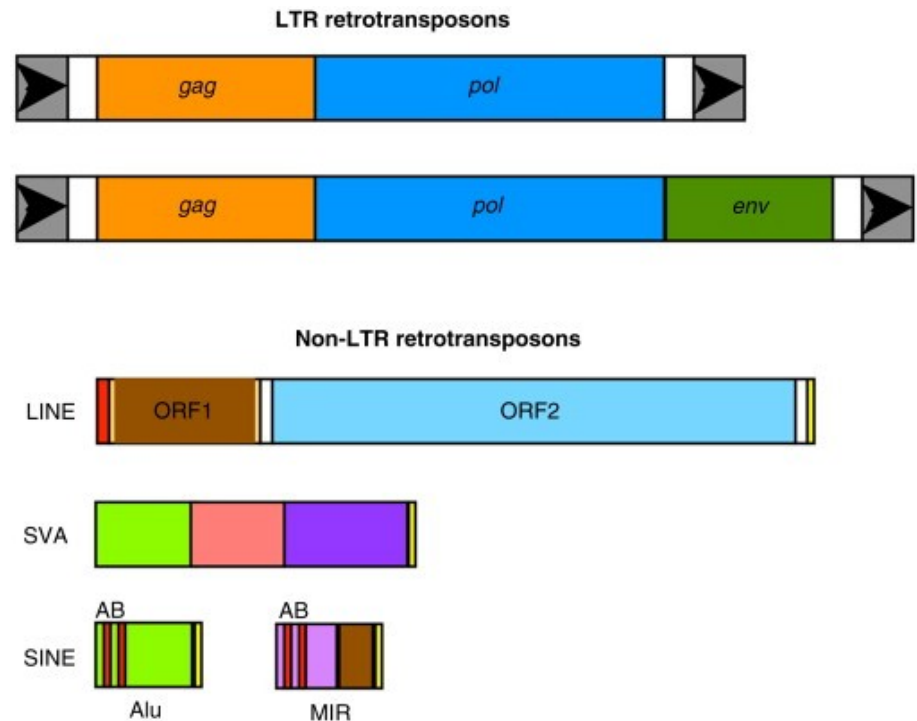 LTR retrotransposons
gag pol
gag pol env
Non-LTR retrotransposons
LINE ORF1 ORF2
SVA
AB AB
SINE
Alu MIR